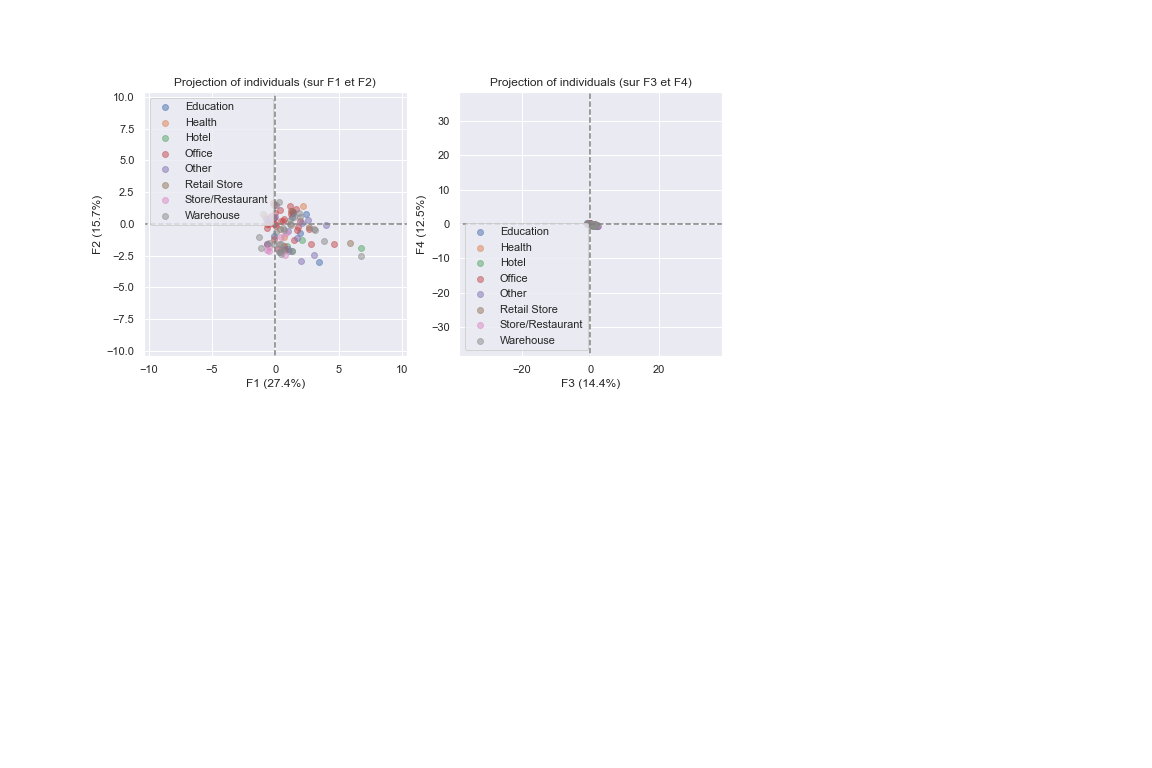 Projection of individuals (sur F1 et F2)
10.0
7.5
5.0
2.5
0.0
−2.5
−5.0
−7.5
−10.0
F2 (15.7%)
Education
Health
Hotel
Office
Other
Retail Store
Store/Restaurant
Warehouse
−10
−5
0
5
10
F1 (27.4%)
Projection of individuals (sur F3 et F4)
30
20
10
0
−10
−20
−30
F4 (12.5%)
Education
Health
Hotel
Office
Other
Retail Store
Store/Restaurant
Warehouse
−20
0
20
F3 (14.4%)